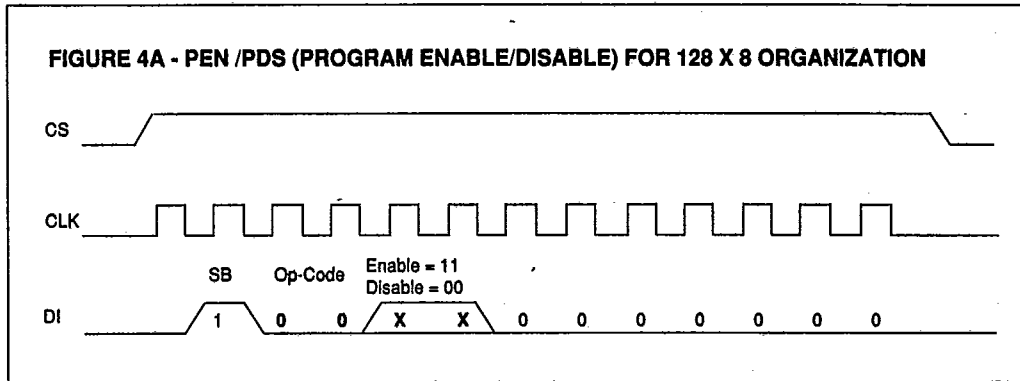 FIGURE 4A - PEN /PDS (PROGRAM ENABLE/DISABLE) FOR 128 X 8 ORGANIZATION
CS
CLK
SB Op-Code Enable = 11
Disable = 00
DI 1 0 0 X X 0 0 0 0 0 0 0